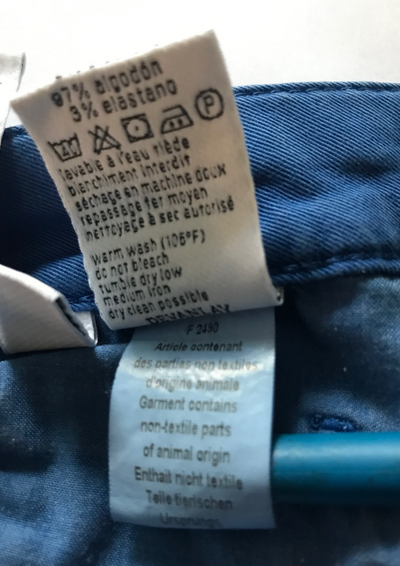 97% algodón
3% elastano
lavable à l'eau tiède
blanchiment interdit
séchage en machine doux
repassage fer moyen
nettoyage à sec autorisé
warm wash (105°F)
do not bleach
tumble dry low
medium iron
dry clean possible
DEVANLAY
F 2490
Article contenant
des parties non textiles
d'origine animale
Garment contains
non-textile parts
of animal origin
Enthält nicht textile
Teile tierischen
Ursprungs